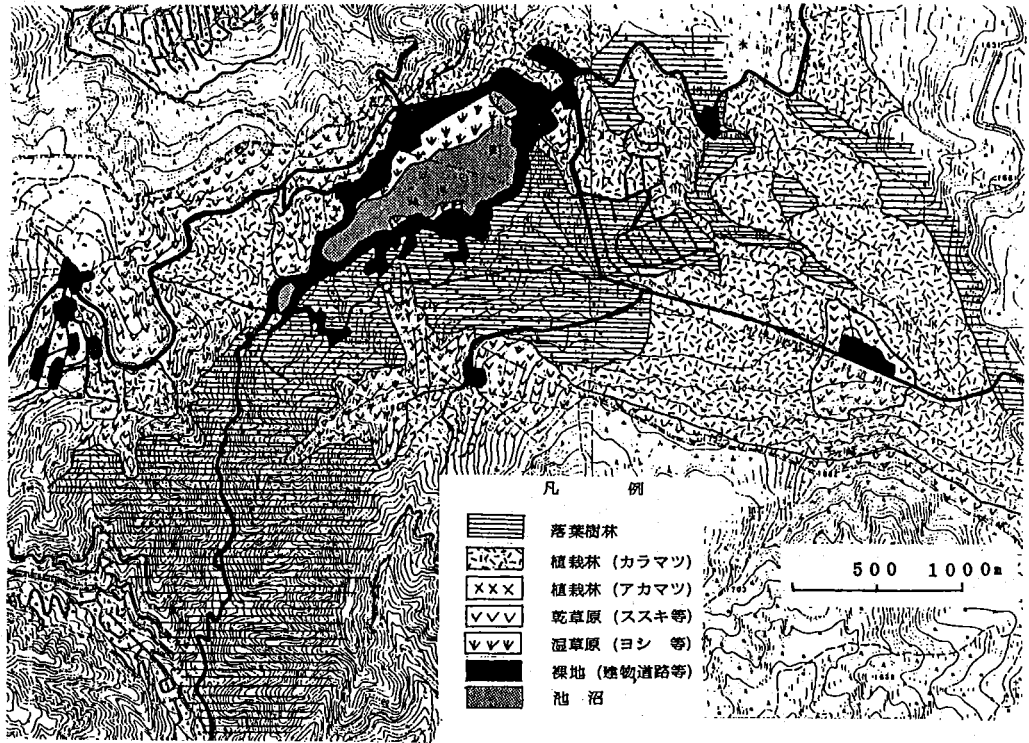 凡 例
落葉樹林
植栽林 (カラマツ)
植栽林 (アカマツ)
乾草原 (ススキ等)
湿草原 (ヨシ 等)
裸地 (建物道路等)
池 沼
500 1000m